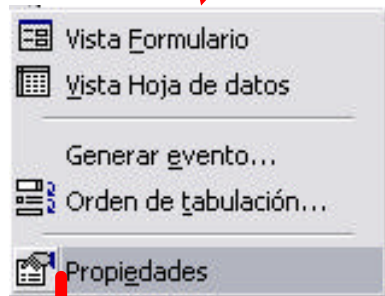 Vista Formulario
Vista Hoja de datos
Generar evento...
Orden de tabulación...
Propiedades